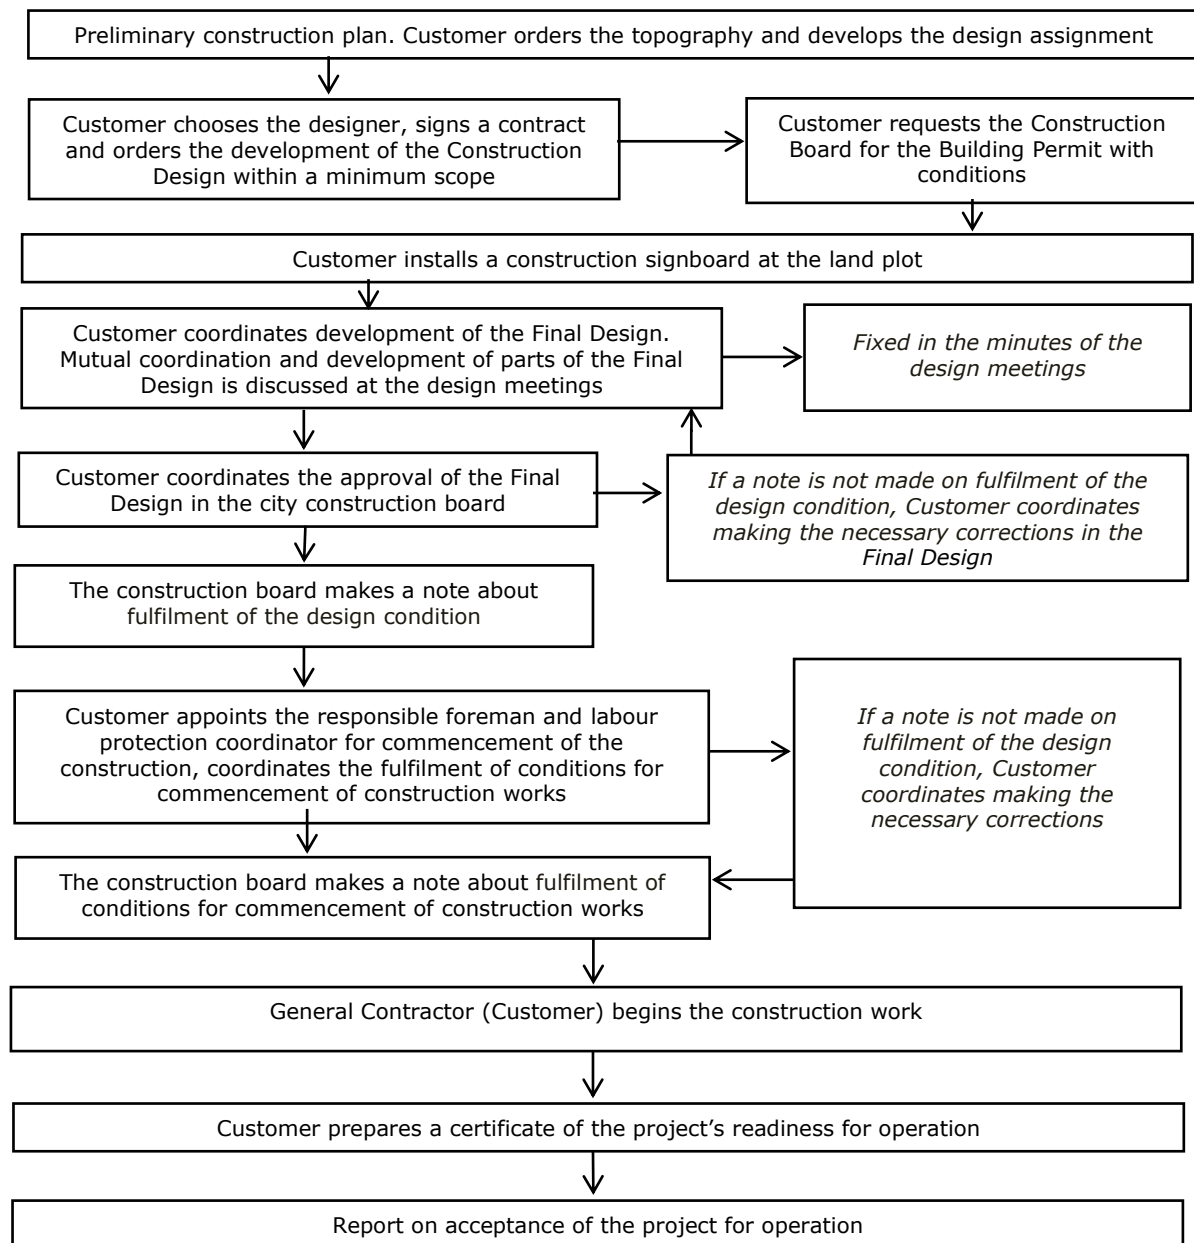 Preliminary construction plan. Customer orders the topography and develops the design assignment
Customer chooses the designer, signs a contract
and orders the development of the Construction
Design within a minimum scope
Customer requests the Construction
Board for the Building Permit with
conditions
Customer installs a construction signboard at the land plot
Customer coordinates development of the Final Design.
Mutual coordination and development of parts of the Final
Design is discussed at the design meetings
Fixed in the minutes of the
design meetings
Customer coordinates the approval of the Final
Design in the city construction board
If a note is not made on fulfilment of the
design condition, Customer coordinates
making the necessary corrections in the
Final Design
The construction board makes a note about
fulfilment of the design condition
Customer appoints the responsible foreman and labour
protection coordinator for commencement of the
construction, coordinates the fulfilment of conditions for
commencement of construction works
If a note is not made on
fulfilment of the design
condition, Customer
coordinates making the
necessary corrections
The construction board makes a note about fulfilment of
conditions for commencement of construction works
General Contractor (Customer) begins the construction work
Customer prepares a certificate of the project’s readiness for operation
Report on acceptance of the project for operation